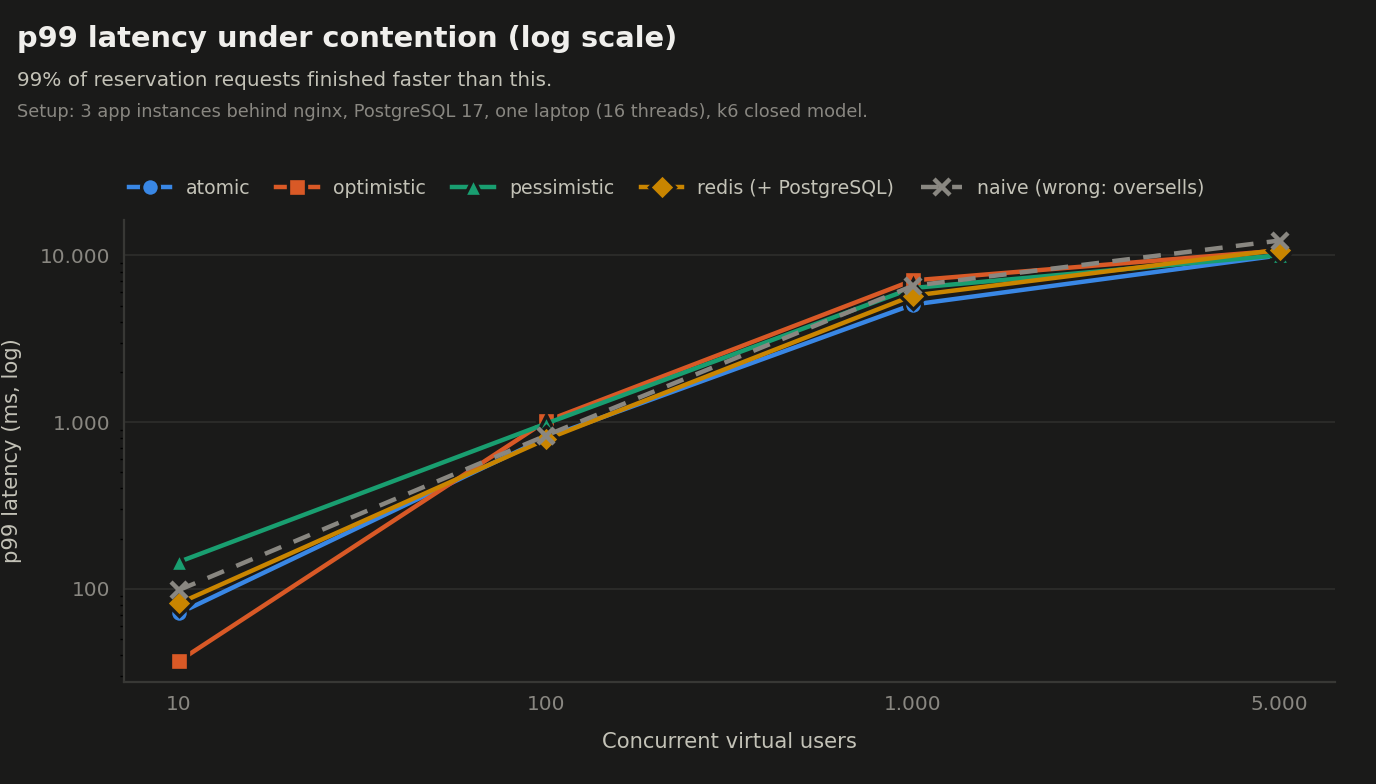 p99 latency under contention (log scale)
99% of reservation requests finished faster than this.
Setup: 3 app instances behind nginx, PostgreSQL 17, one laptop (16 threads), k6 closed model.
atomic optimistic pessimistic redis (+ PostgreSQL) naive (wrong: oversells)
10.000
1.000
100
p99 latency (ms, log)
10 100 1.000 5.000
Concurrent virtual users